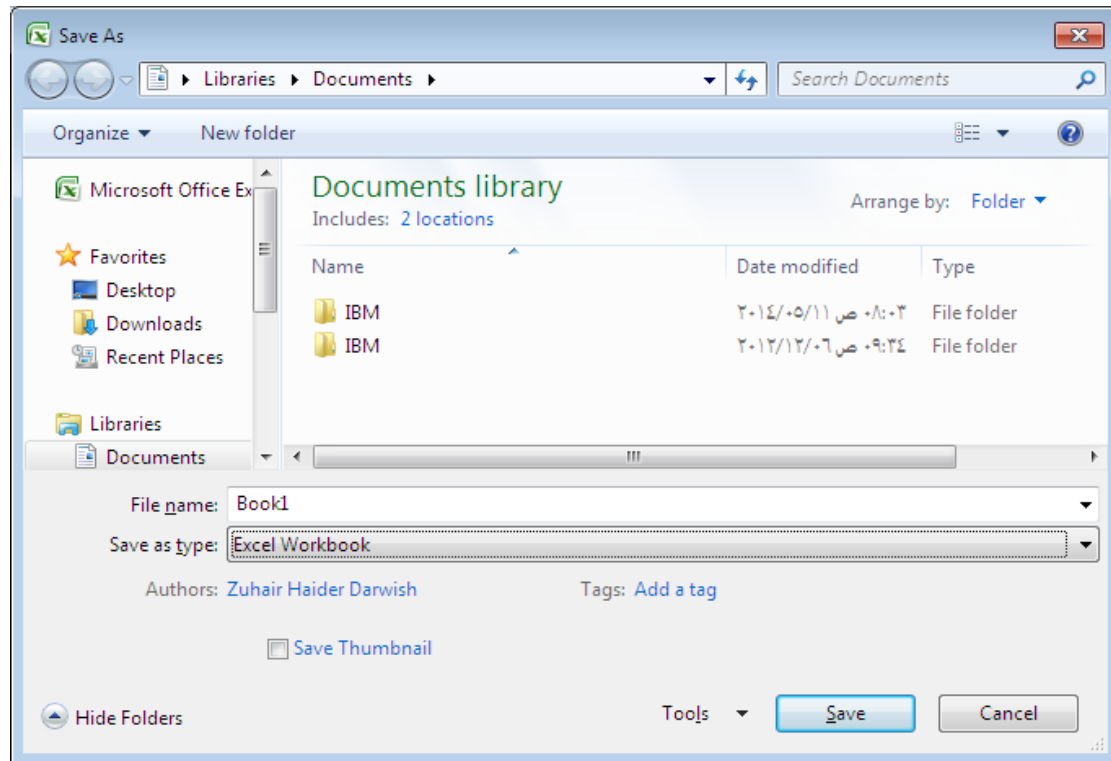 Save As
Libraries Documents
Search Documents
Organize New folder
Microsoft Office Ex
Favorites
Desktop
Downloads
Recent Places
Libraries
Documents
Documents library
Includes: 2 locations
Arrange by: Folder
Name Date modified Type
IBM ٢٠١٤/٠٥/١١ ص ٠٨:٠٣ File folder
IBM ٢٠١٢/١٢/٠٦ ص ٠٩:٣٤ File folder
File name: Book1
Save as type: Excel Workbook
Authors: Zuhair Haider Darwish Tags: Add a tag
Save Thumbnail
Hide Folders Tools Save Cancel